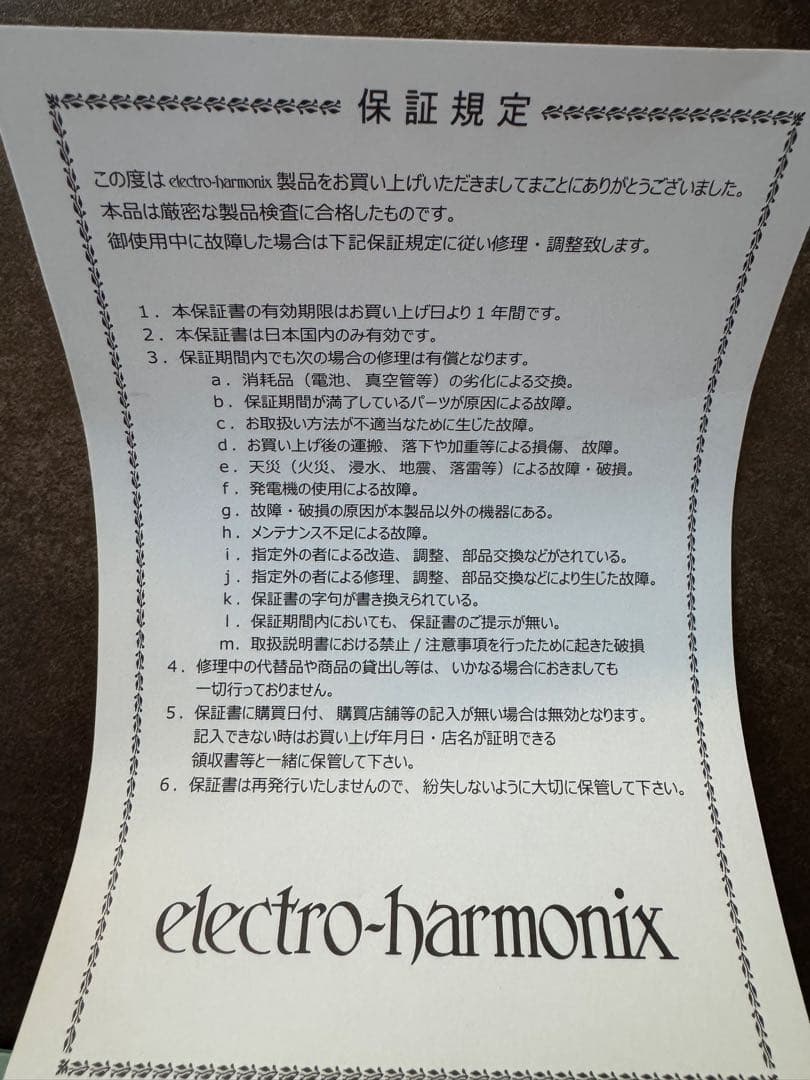 保証規定
この度は electro-harmonix 製品をお買い上げいただきましてまことにありがとうございました。
本品は厳密な製品検査に合格したものです。
御使用中に故障した場合は下記保証規定に従い修理・調整致します。
1．本保証書の有効期限はお買い上げ日より 1 年間です。
2．本保証書は日本国内のみ有効です。
3．保証期間内でも次の場合の修理は有償となります。
a．消耗品（電池、真空管等）の劣化による交換。
b．保証期間が満了しているパーツが原因による故障。
c．お取扱い方法が不適当なために生じた故障。
d．お買い上げ後の運搬、落下や加重等による損傷、故障。
e．天災（火災、浸水、地震、落雷等）による故障・破損。
f．発電機の使用による故障。
g．故障・破損の原因が本製品以外の機器にある。
h．メンテナンス不足による故障。
i．指定外の者による改造、調整、部品交換などがされている。
j．指定外の者による修理、調整、部品交換などにより生じた故障。
k．保証書の字句が書き換えられている。
l．保証期間内においても、保証書のご提示が無い。
m．取扱説明書における禁止 / 注意事項を行ったために起きた破損
4．修理中の代替品や商品の貸出し等は、いかなる場合におきましても
一切行っておりません。
5．保証書に購買日付、購買店舗等の記入が無い場合は無効となります。
記入できない時はお買い上げ年月日・店名が証明できる
領収書等と一緒に保管して下さい。
6．保証書は再発行いたしませんので、紛失しないように大切に保管して下さい。
electro-harmonix